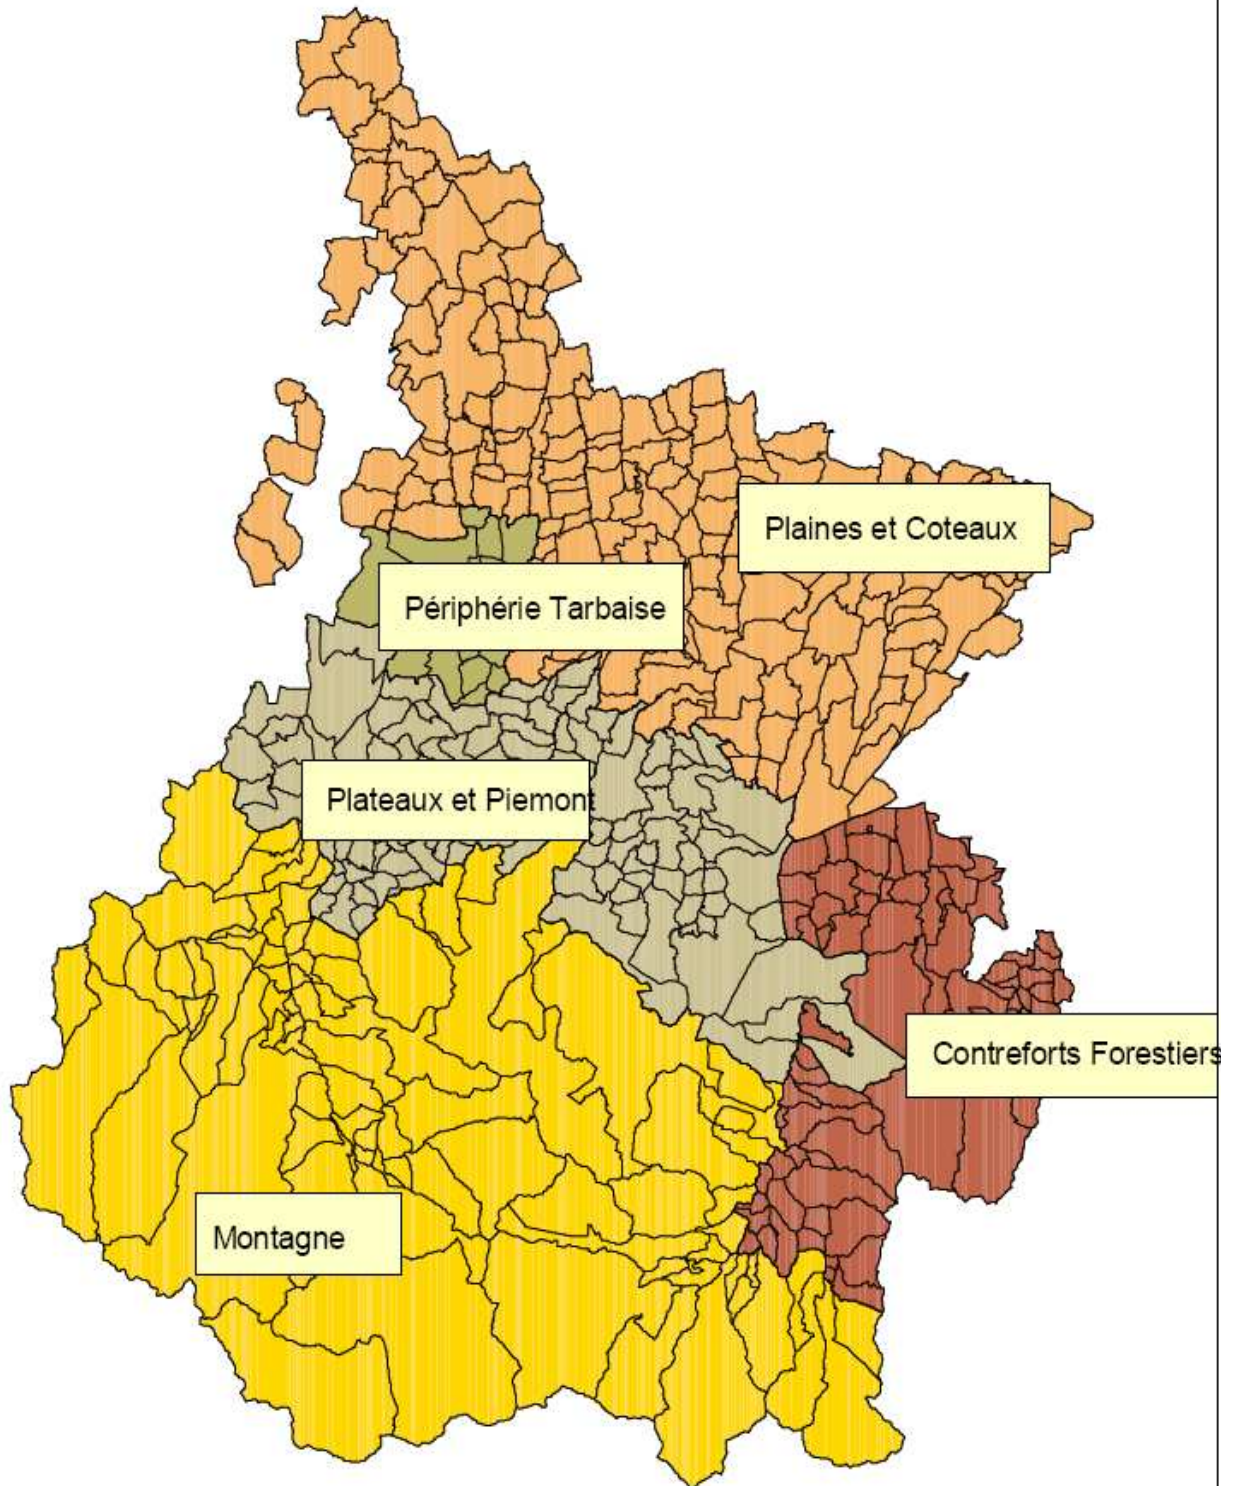 Plaines et Coteaux
Périphérie Tarbaise
Plateaux et Piemont
Contreforts Forestiers
Montagne